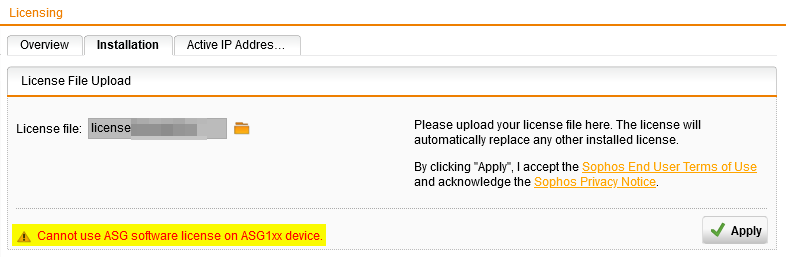 Licensing
Overview
Installation
Active IP Addres...
License File Upload
License file:
license
Please upload your license file here. The license will
automatically replace any other installed license.
By clicking "Apply", I accept the Sophos End User Terms of Use
and acknowledge the Sophos Privacy Notice.
Cannot use ASG software license on ASG1xx device.
Apply